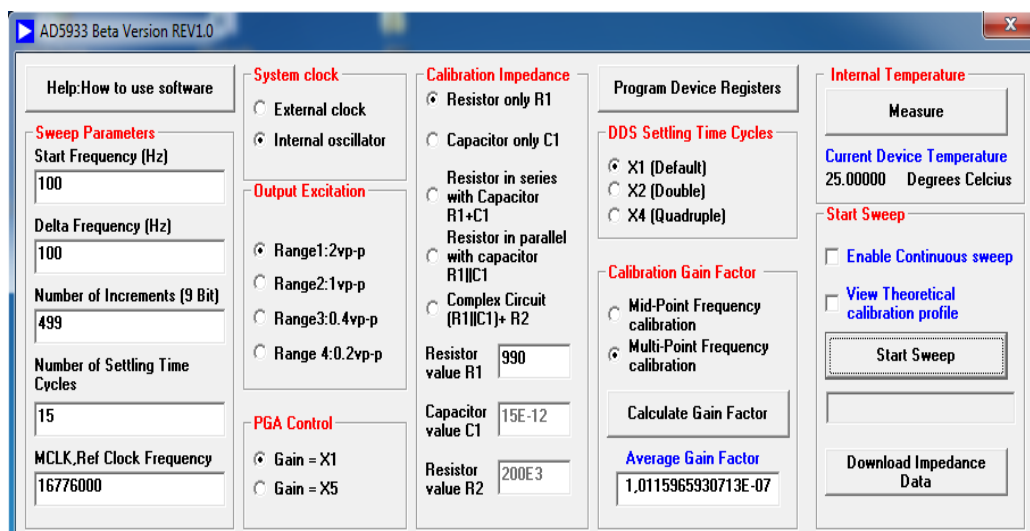 AD5933 Beta Version REV1.0
X
Help:How to use software
Sweep Parameters
Start Frequency (Hz)
100
Delta Frequency (Hz)
100
Number of Increments (9 Bit)
499
Number of Settling Time
Cycles
15
MCLK,Ref Clock Frequency
16776000
System clock
External clock
Internal oscillator
Output Excitation
Range1:2vp-p
Range2:1vp-p
Range3:0.4vp-p
Range 4:0.2vp-p
PGA Control
Gain = X1
Gain = X5
Calibration Impedance
Resistor only R1
Capacitor only C1
Resistor in series
with Capacitor
R1+C1
Resistor in parallel
with capacitor
R1||C1
Complex Circuit
(R1||C1)+ R2
Resistor
value R1
990
Capacitor
value C1
15E-12
Resistor
value R2
200E3
Program Device Registers
DDS Settling Time Cycles
X1 (Default)
X2 (Double)
X4 (Quadruple)
Calibration Gain Factor
Mid-Point Frequency
calibration
Multi-Point Frequency
calibration
Calculate Gain Factor
Average Gain Factor
1,0115965930713E-07
Internal Temperature
Measure
Current Device Temperature
25.00000 Degrees Celcius
Start Sweep
Enable Continuous sweep
View Theoretical
calibration profile
Start Sweep
Download Impedance
Data